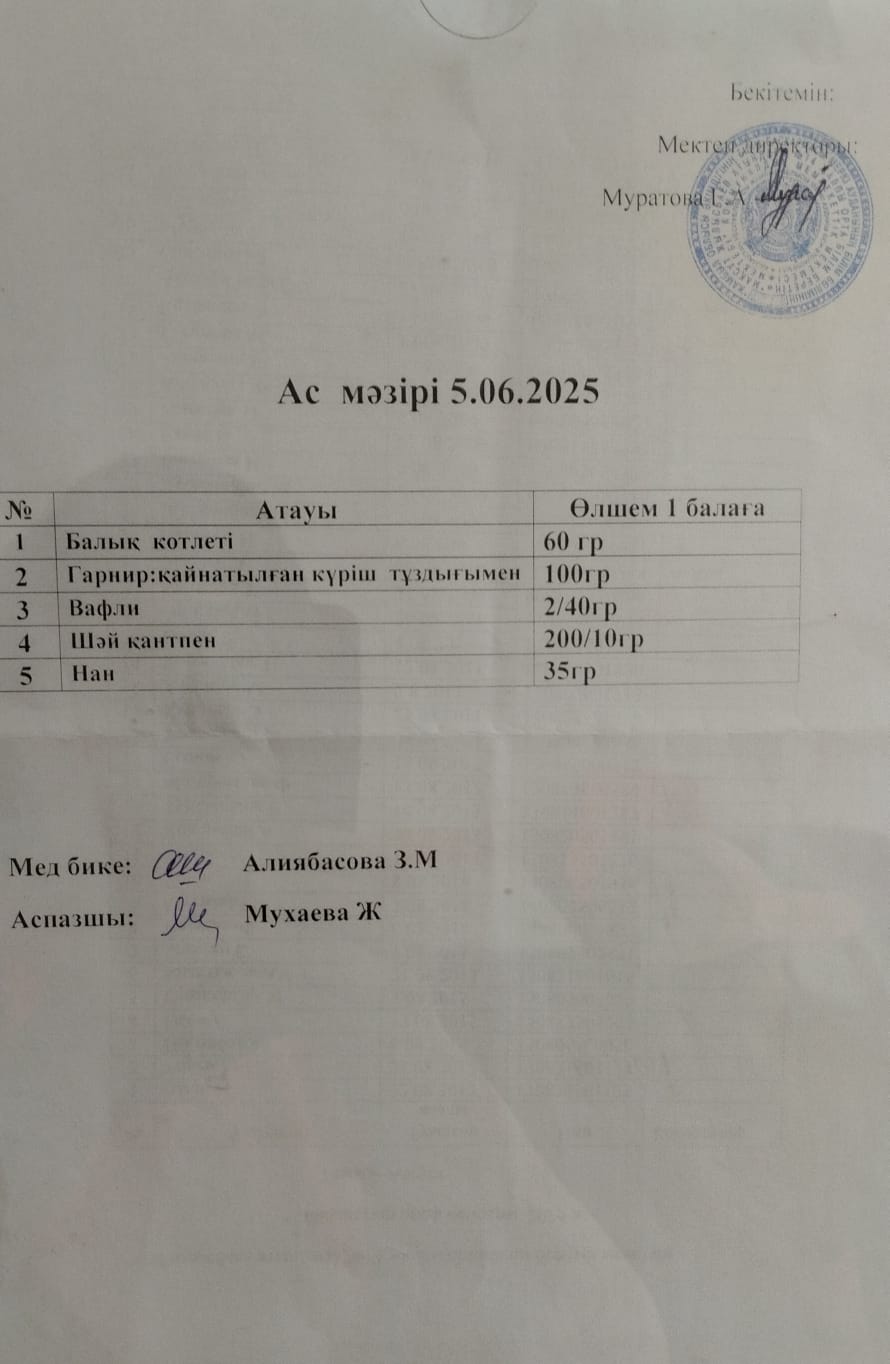 Бекітемін:
Мектеп директоры:
Муратова Г.А
Ас мәзірі 5.06.2025
№ Атауы Өлшем 1 балаға
1 Балық котлеті 60 гр
2 Гарнир:қайнатылған күріш тұздығымен 100гр
3 Вафли 2/40гр
4 Шәй қантпен 200/10гр
5 Нан 35гр
Мед бике: Алиябасова З.М
Аспазшы: Мухаева Ж